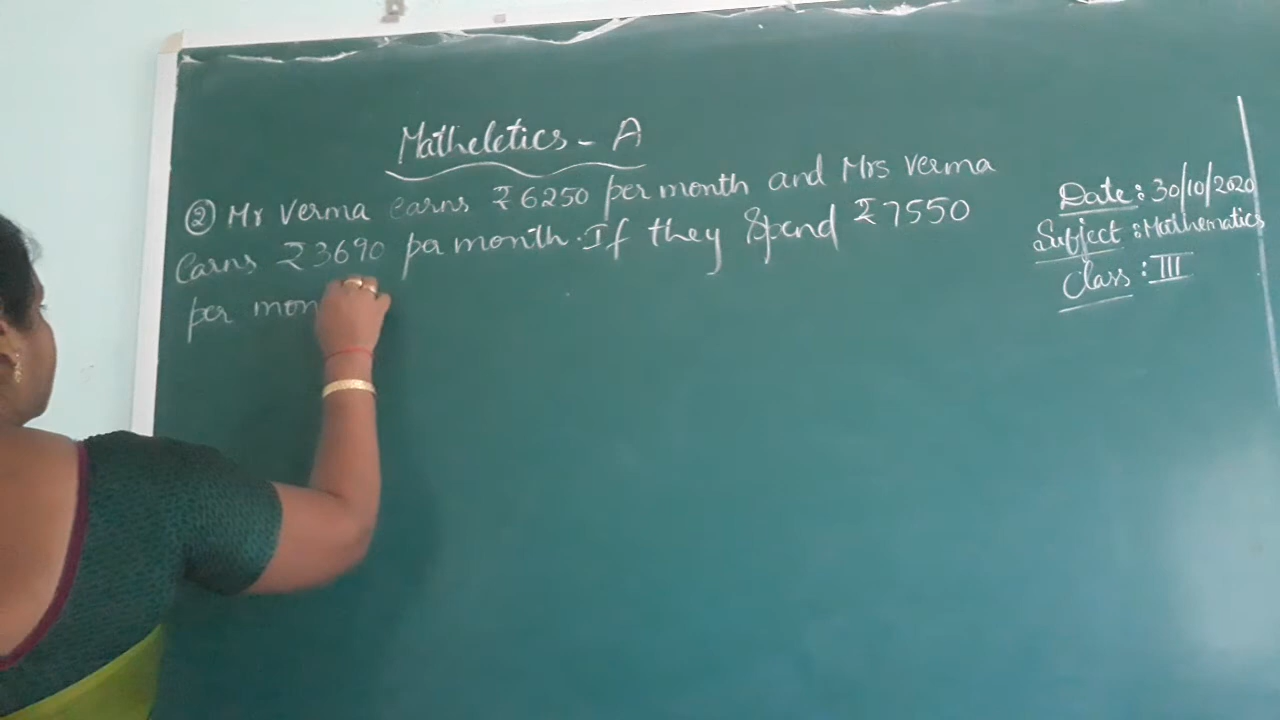 Matheletics - A
② Mr Verma earns ₹6250 per month and Mrs Verma
earns ₹3690 per month. If they spend ₹7550
per mon
Date: 30/10/2020
Subject: Mathematics
Class: III